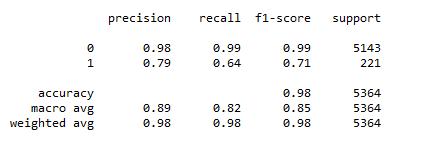 precision recall f1-score support
0 0.98 0.99 0.99 5143
1 0.79 0.64 0.71 221
accuracy 0.98 5364
macro avg 0.89 0.82 0.85 5364
weighted avg 0.98 0.98 0.98 5364